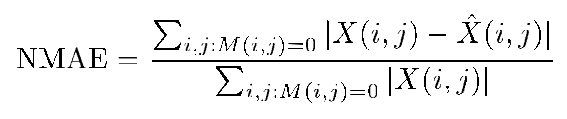 NMAE = \frac{\sum_{i,j:M(i,j)=0} |X(i,j) - \hat{X}(i,j)|}{\sum_{i,j:M(i,j)=0} |X(i,j)|}